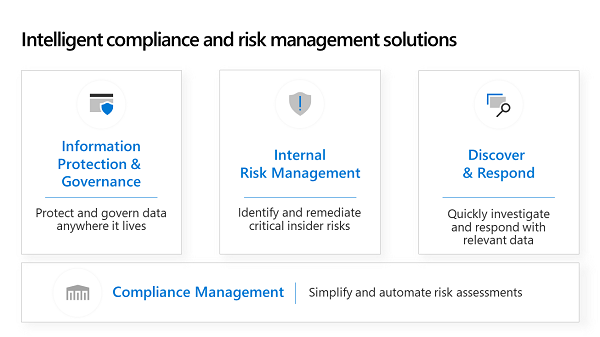 Intelligent compliance and risk management solutions
Information
Protection &
Governance
Protect and govern data
anywhere it lives
Internal
Risk Management
Identify and remediate
critical insider risks
Discover
& Respond
Quickly investigate
and respond with
relevant data
Compliance Management
Simplify and automate risk assessments